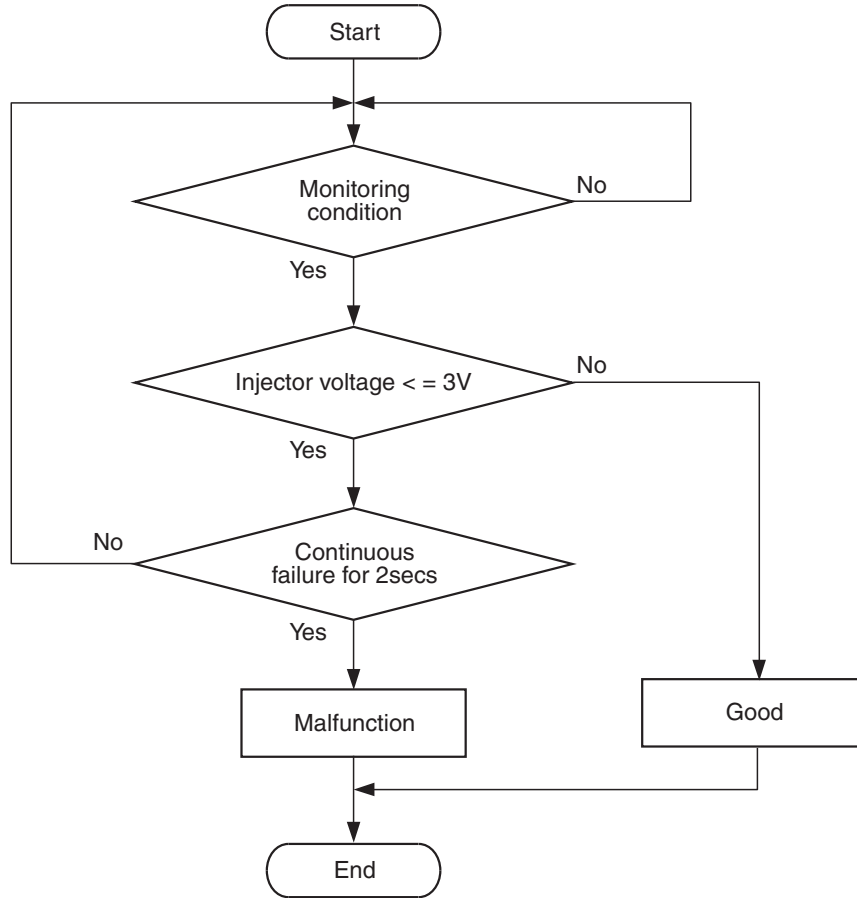 Start
Monitoring
condition
No
Yes
Injector voltage < = 3V
No
Yes
No
Continuous
failure for 2secs
Yes
Malfunction
Good
End